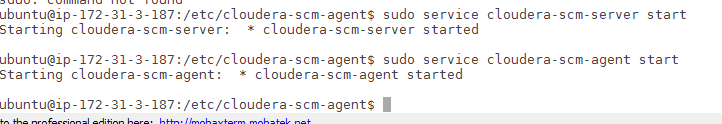 sudo: command not found
ubuntu@ip-172-31-3-187:/etc/cloudera-scm-agent$ sudo service cloudera-scm-server start
Starting cloudera-scm-server:  * cloudera-scm-server started
ubuntu@ip-172-31-3-187:/etc/cloudera-scm-agent$ sudo service cloudera-scm-agent start
Starting cloudera-scm-agent:  * cloudera-scm-agent started
ubuntu@ip-172-31-3-187:/etc/cloudera-scm-agent$
to the professional edition here: http://mobaxterm.mobatek.net